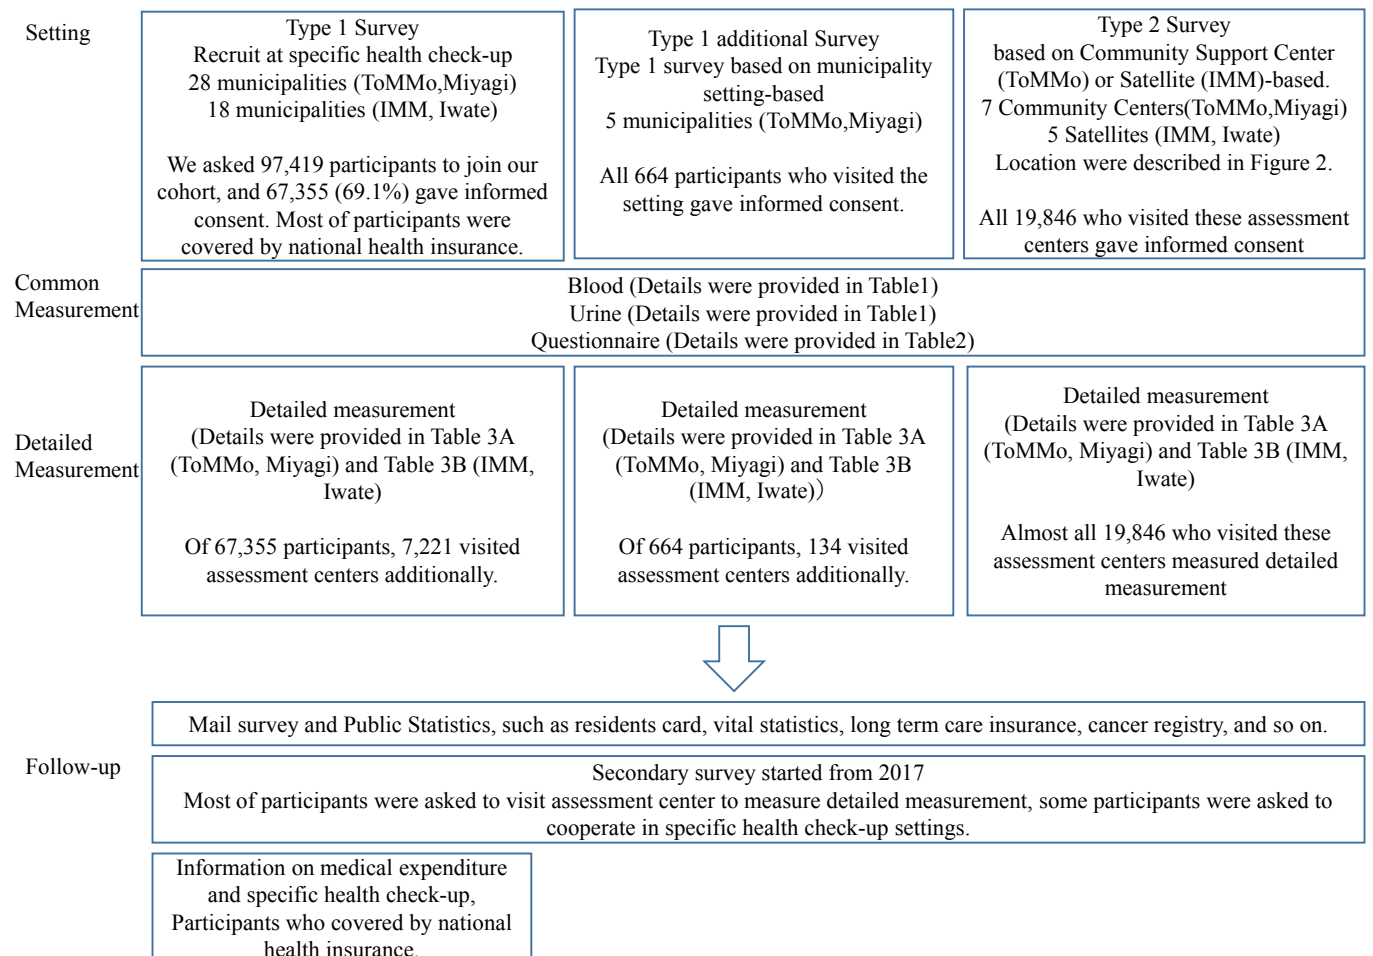 Setting
Type 1 Survey
Recruit at specific health check-up
28 municipalities (ToMMo,Miyagi)
18 municipalities (IMM, Iwate)
We asked 97,419 participants to join our
cohort, and 67,355 (69.1%) gave informed
consent. Most of participants were
covered by national health insurance.
Type 1 additional Survey
Type 1 survey based on municipality
setting-based
5 municipalities (ToMMo,Miyagi)
All 664 participants who visited the
setting gave informed consent.
Type 2 Survey
based on Community Support Center
(ToMMo) or Satellite (IMM)-based.
7 Community Centers(ToMMo,Miyagi)
5 Satellites (IMM, Iwate)
Location were described in Figure 2.
All 19,846 who visited these assessment
centers gave informed consent
Common
Measurement
Blood (Details were provided in Table1)
Urine (Details were provided in Table1)
Questionnaire (Details were provided in Table2)
Detailed
Measurement
Detailed measurement
(Details were provided in Table 3A
(ToMMo, Miyagi) and Table 3B (IMM,
Iwate)
Of 67,355 participants, 7,221 visited
assessment centers additionally.
Detailed measurement
(Details were provided in Table 3A
(ToMMo, Miyagi) and Table 3B
(IMM, Iwate)）
Of 664 participants, 134 visited
assessment centers additionally.
Detailed measurement
(Details were provided in Table 3A
(ToMMo, Miyagi) and Table 3B (IMM,
Iwate)
Almost all 19,846 who visited these
assessment centers measured detailed
measurement
Follow-up
Mail survey and Public Statistics, such as residents card, vital statistics, long term care insurance, cancer registry, and so on.
Secondary survey started from 2017
Most of participants were asked to visit assessment center to measure detailed measurement, some participants were asked to
cooperate in specific health check-up settings.
Information on medical expenditure
and specific health check-up,
Participants who covered by national
health insurance.